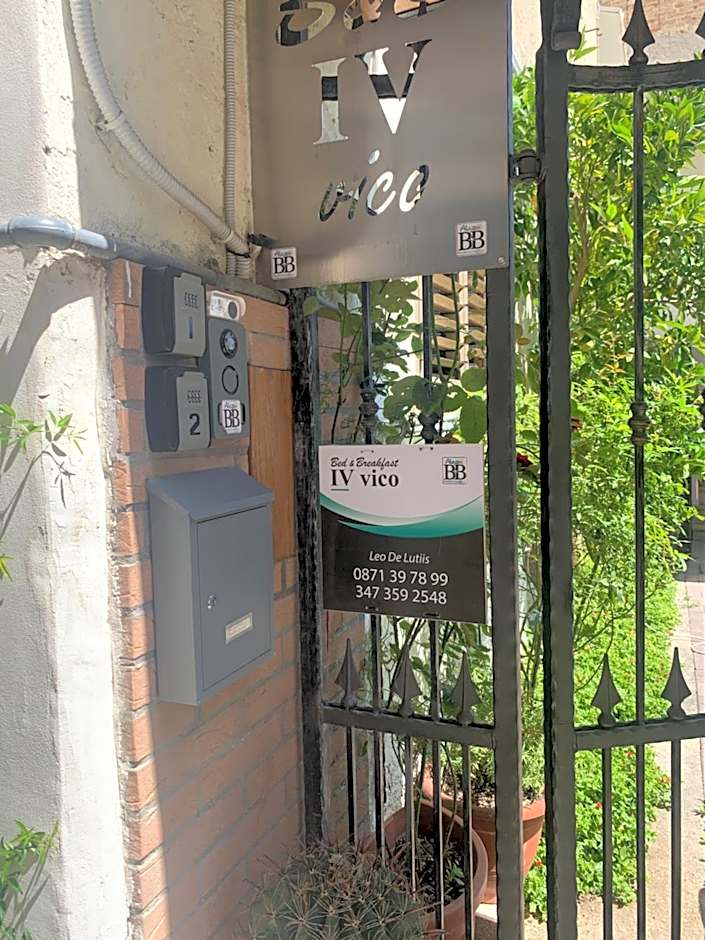 B&B
IV
vico
BB
BB
1
2
BB
Bed & Breakfast
IV vico
BB
Leo De Lutiis
0871 39 78 99
347 359 2548